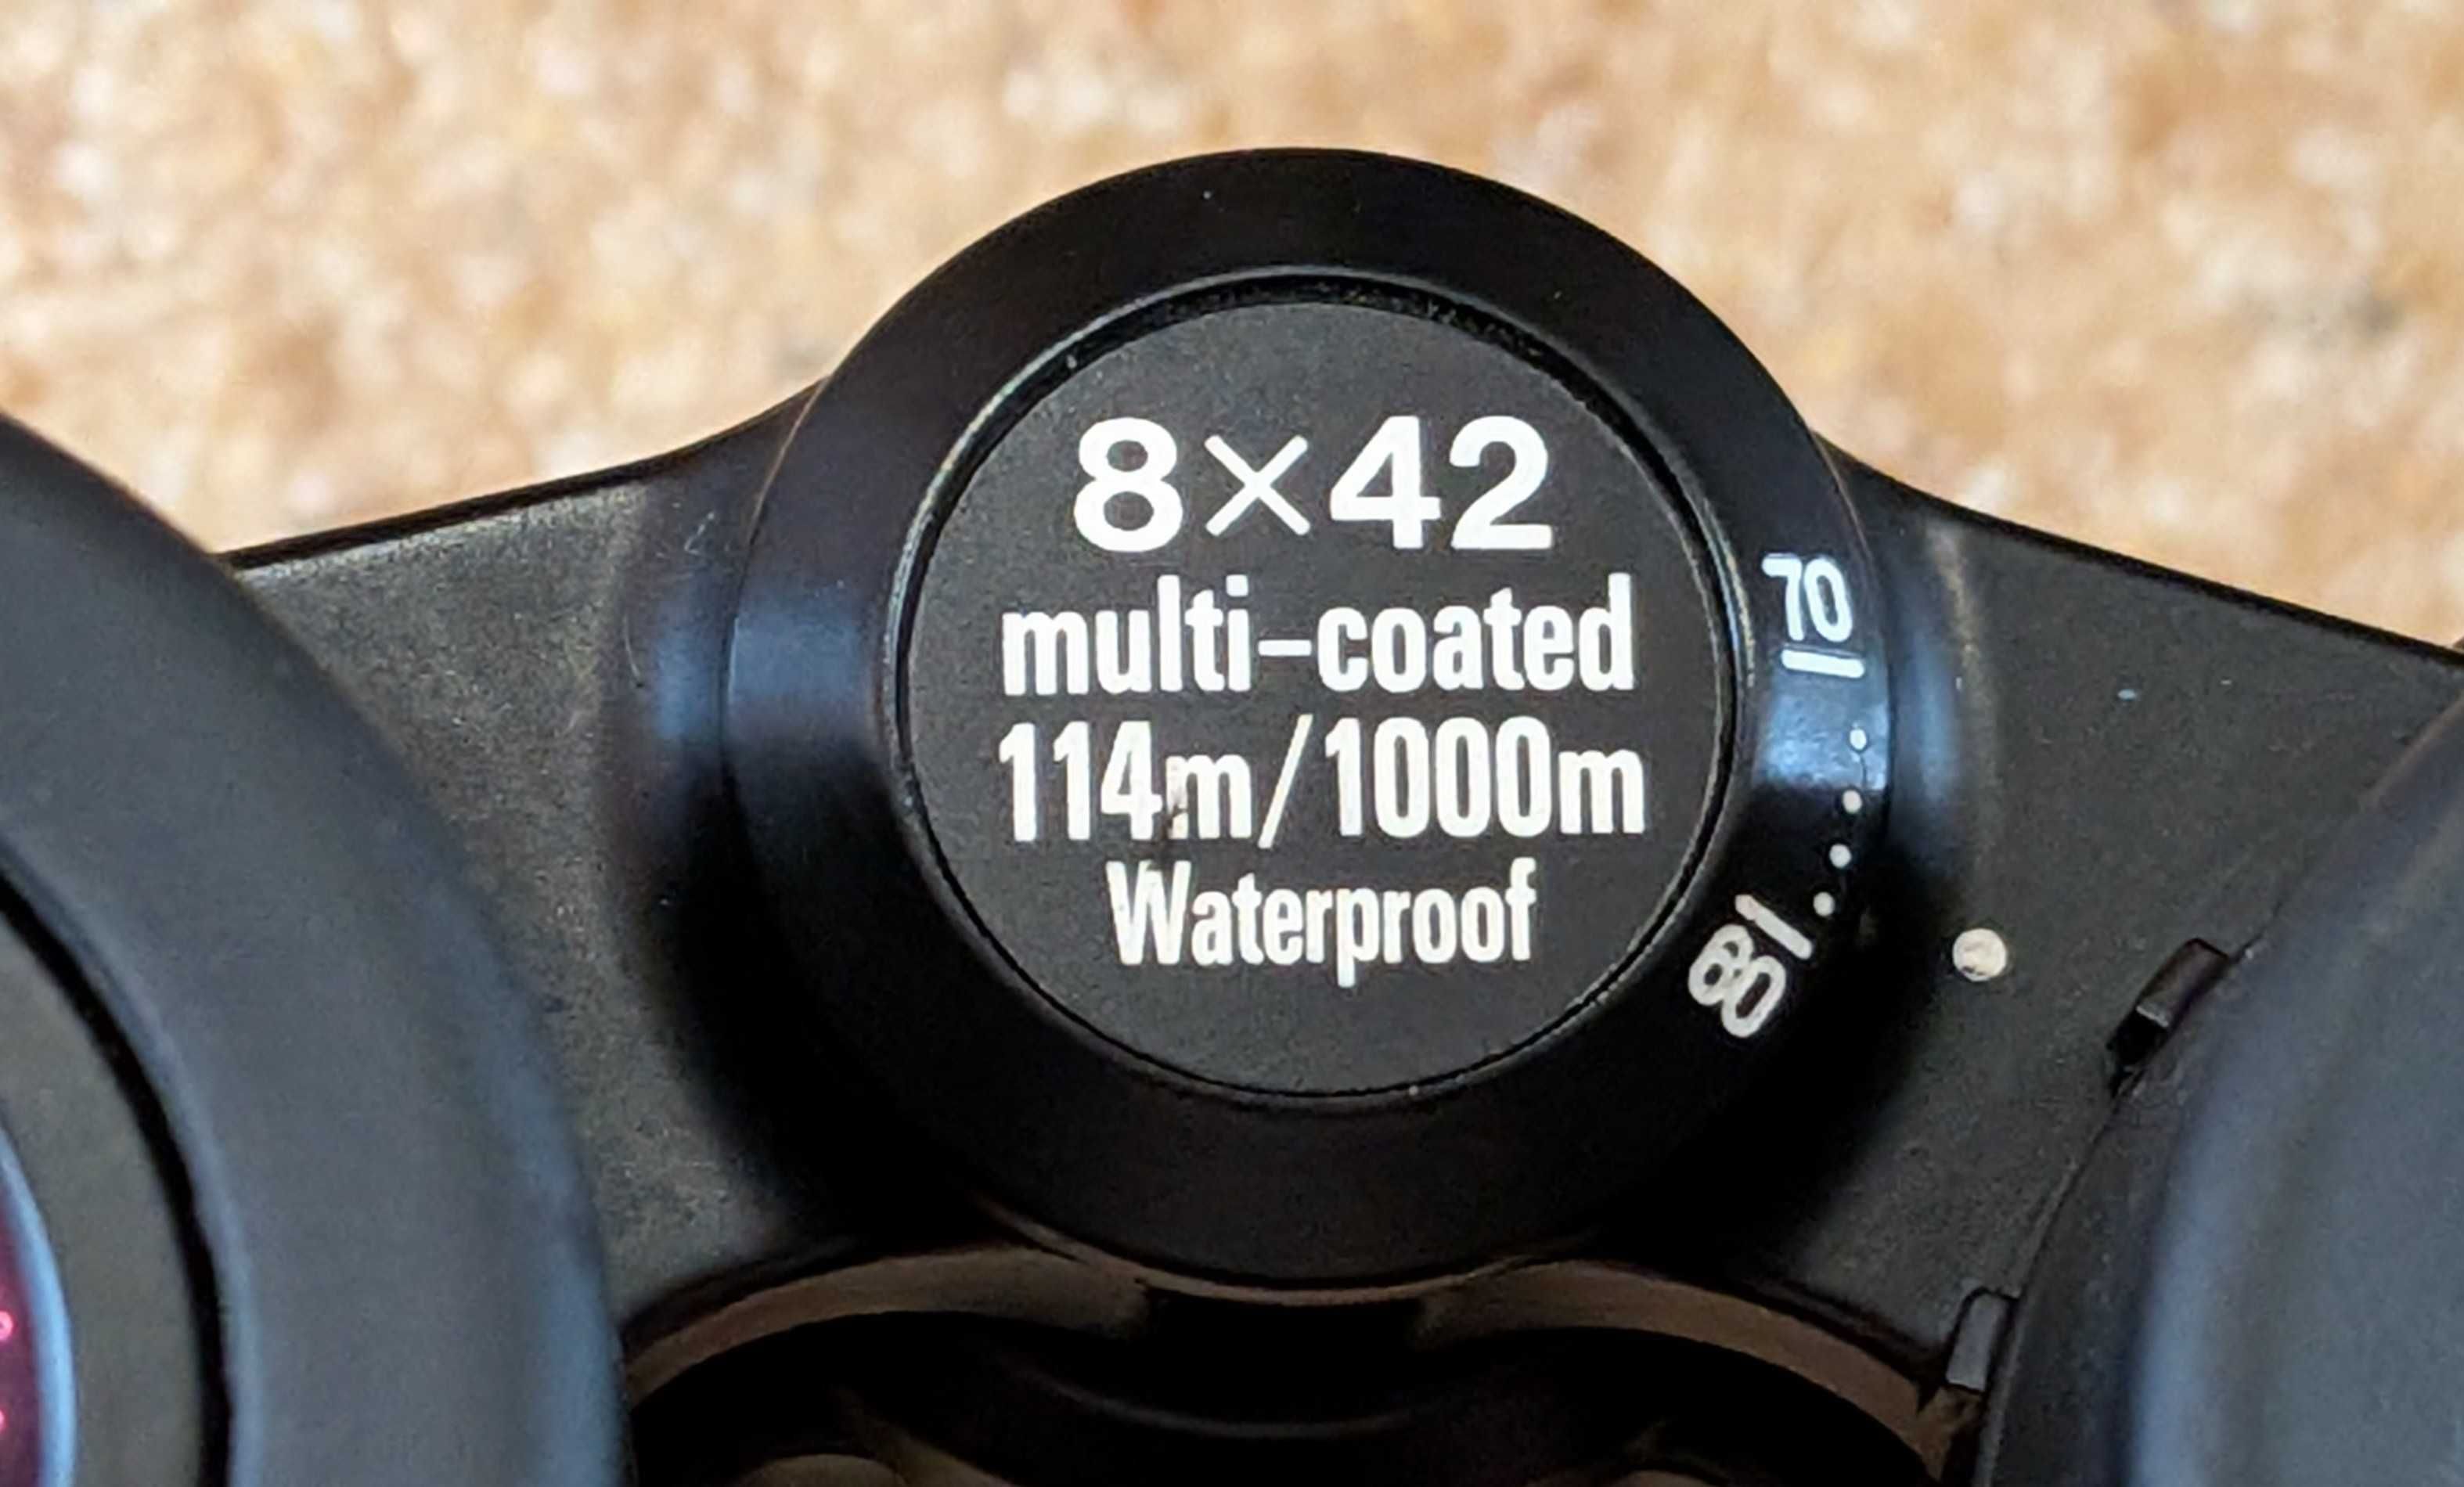 8×42
multi-coated
114m/1000m
Waterproof
70
80